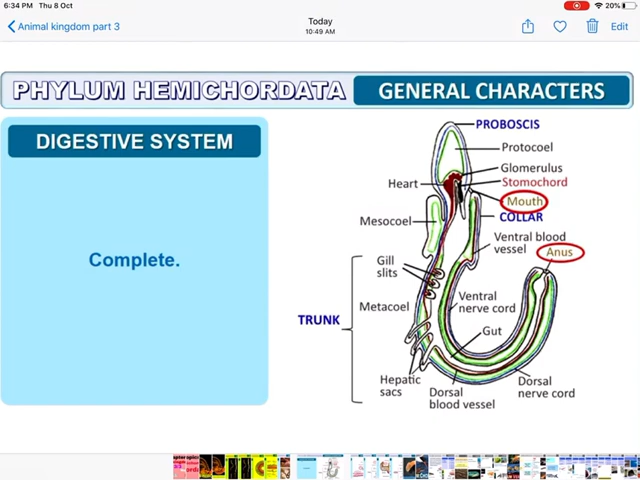 6:34 PM Thu 8 Oct
20%
Animal kingdom part 3
Today
10:49 AM
Edit
PHYLUM HEMICHORDATA
GENERAL CHARACTERS
DIGESTIVE SYSTEM
Complete.
PROBOSCIS
Protocoel
Glomerulus
Heart
Stomochord
Mouth
COLLAR
Mesocoel
Ventral blood
vessel
Anus
Gill
slits
Metacoel
Ventral
nerve cord
TRUNK
Gut
Hepatic
sacs
Dorsal
blood vessel
Dorsal
nerve cord